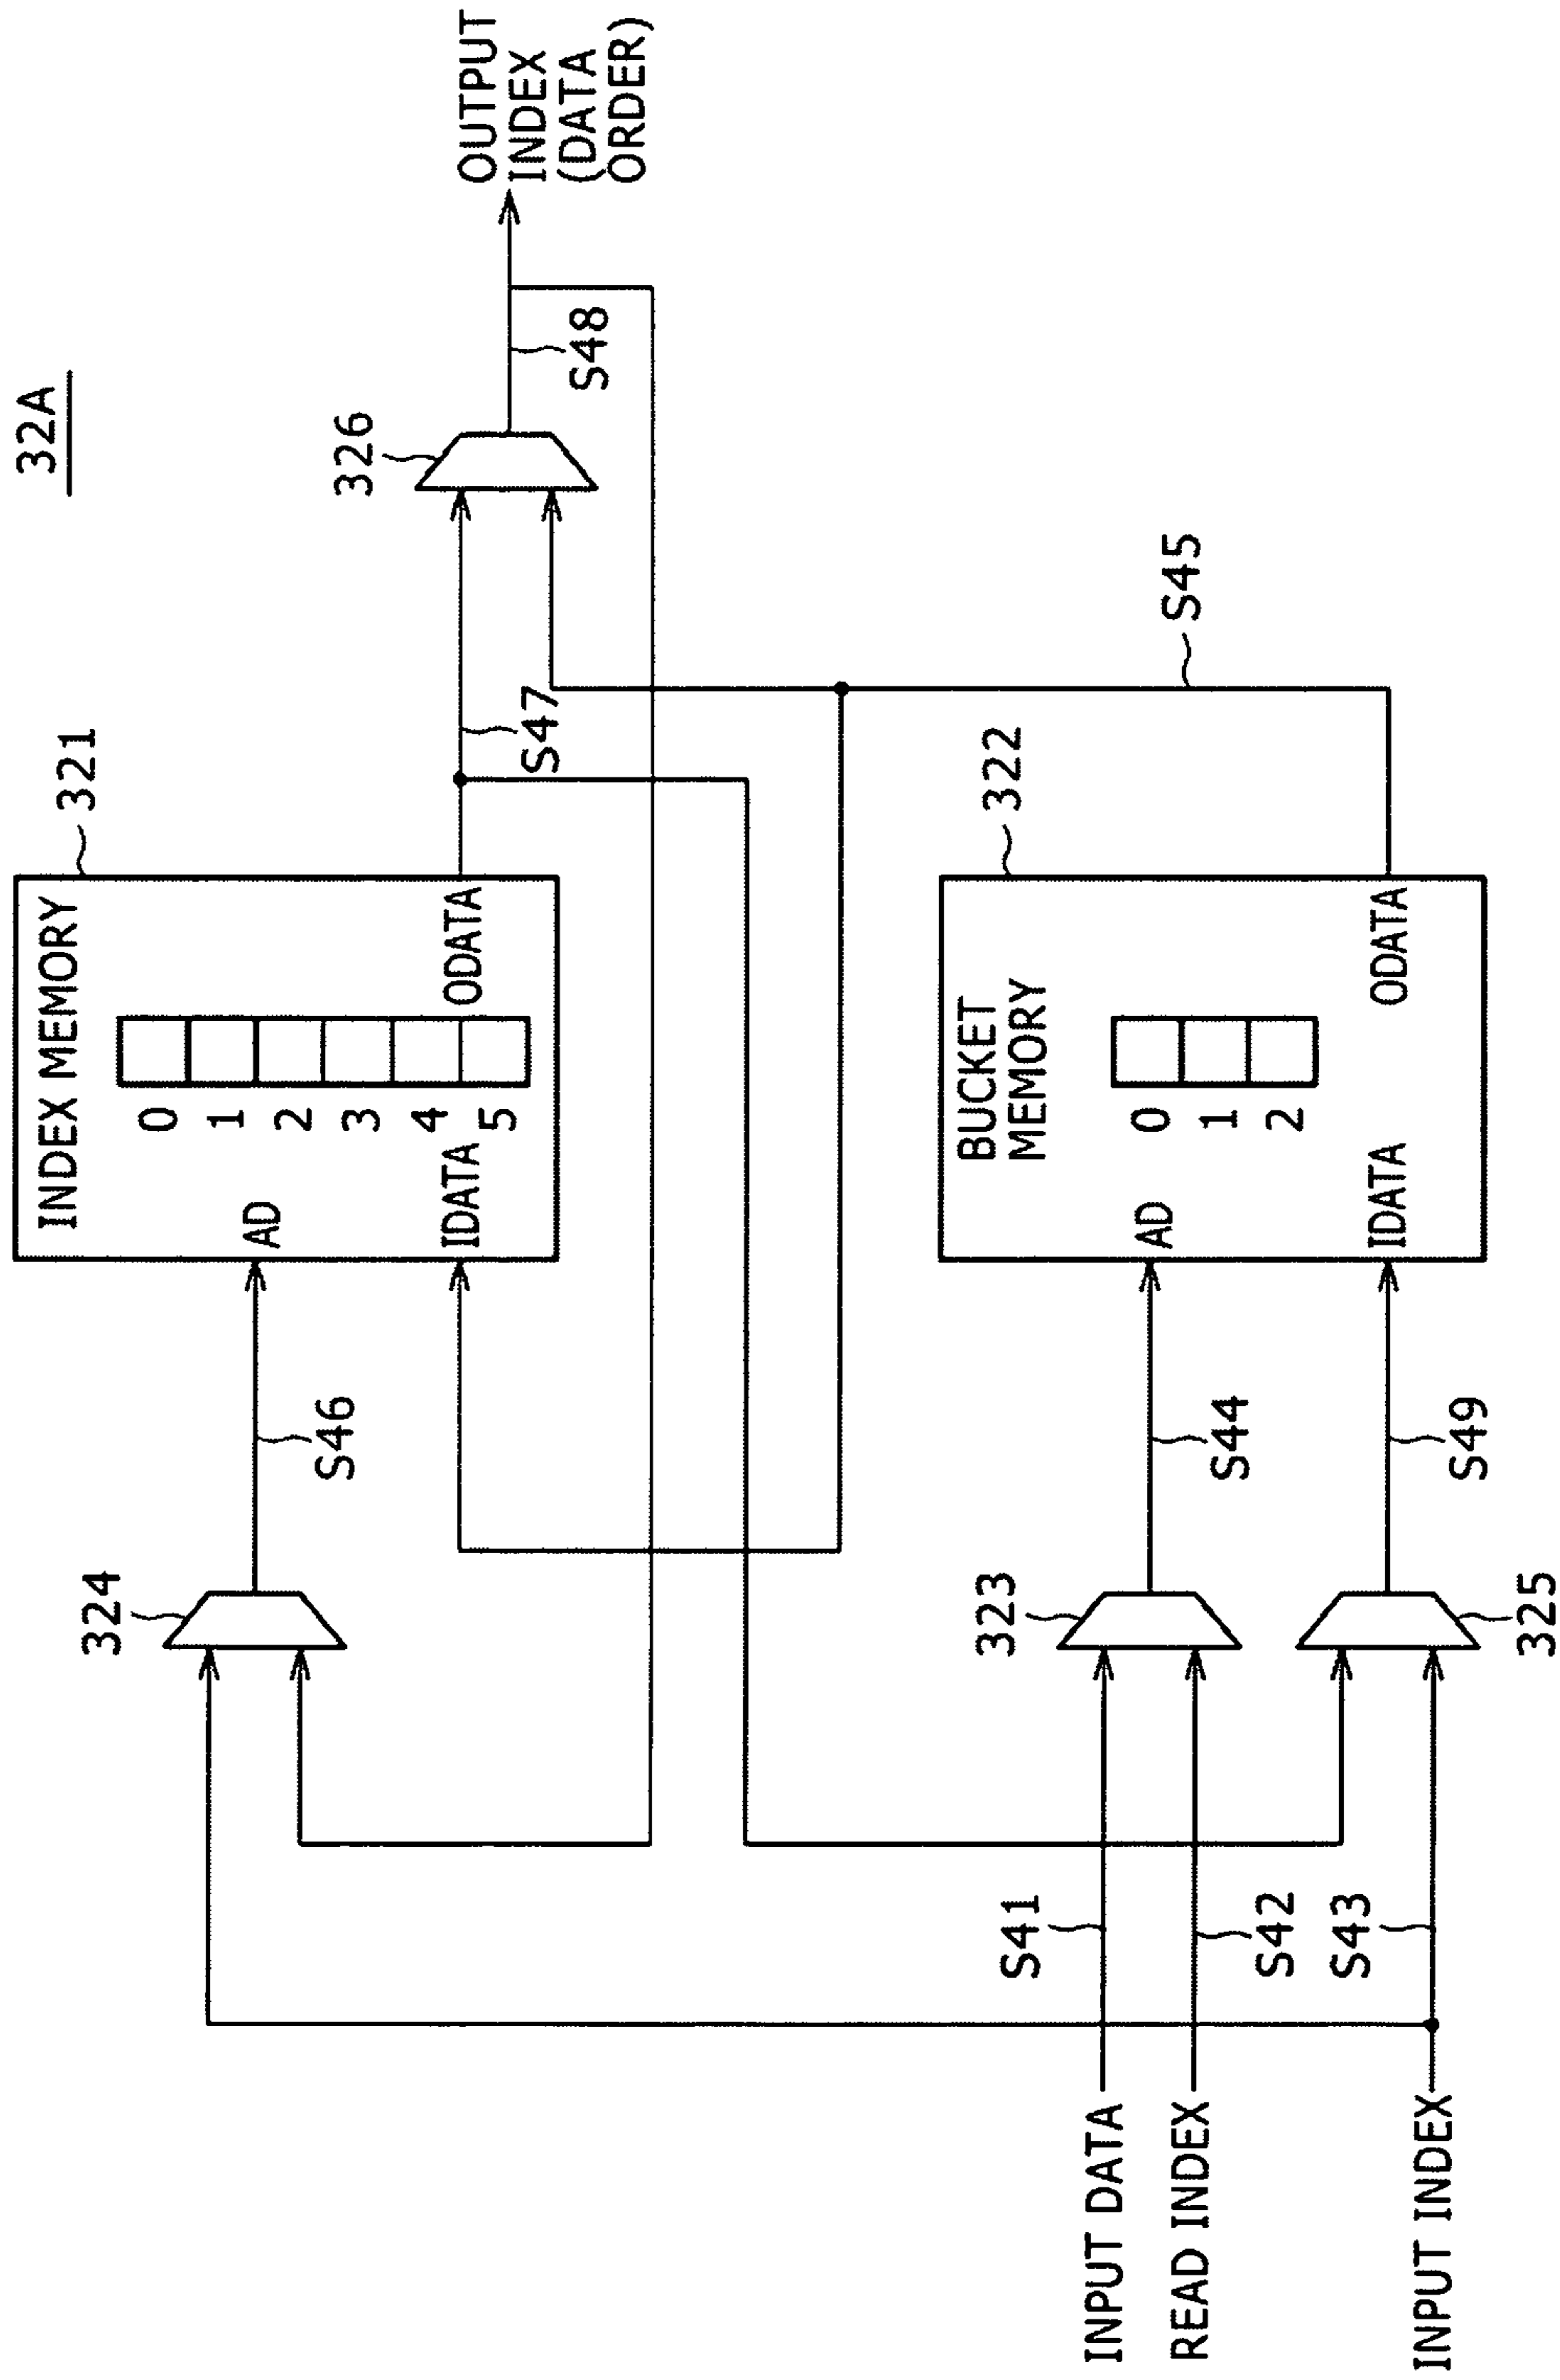 32A
324
INDEX MEMORY
321
326
OUTPUT
INDEX
(DATA
ORDER)
S46
AD
0
1
2
3
4
5
IDATA
ODATA
S47
S48
S41
S42
S43
323
325
S44
S49
BUCKET
MEMORY
322
AD
0
1
2
IDATA
ODATA
S45
INPUT DATA
READ INDEX
INPUT INDEX